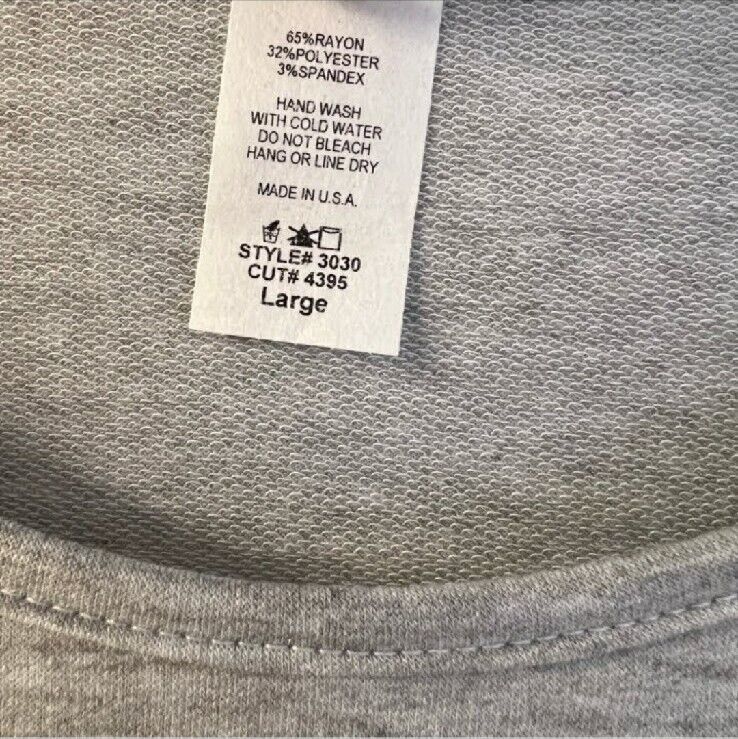 65%RAYON
32%POLYESTER
3%SPANDEX
HAND WASH
WITH COLD WATER
DO NOT BLEACH
HANG OR LINE DRY
MADE IN U.S.A.
STYLE# 3030
CUT# 4395
Large